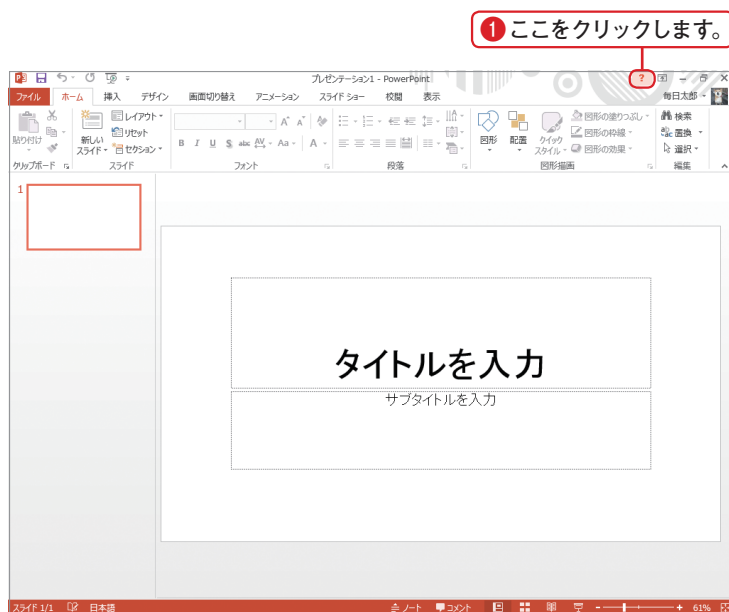 ❶ここをクリックします。
プレゼンテーション1 - PowerPoint
?
ファイル ホーム 挿入 デザイン 画面切り替え アニメーション スライド ショー 校閲 表示 毎日太郎
貼り付け
新しい
スライド
レイアウト
リセット
セクション
B I U S abc AV Aa A
A A
図形
配置
クイック
スタイル
図形の塗りつぶし
図形の枠線
図形の効果
検索
置換
選択
クリップボード スライド フォント 段落 図形描画 編集
1
タイトルを入力
サブタイトルを入力
スライド 1/1 日本語 ノート コメント 61%